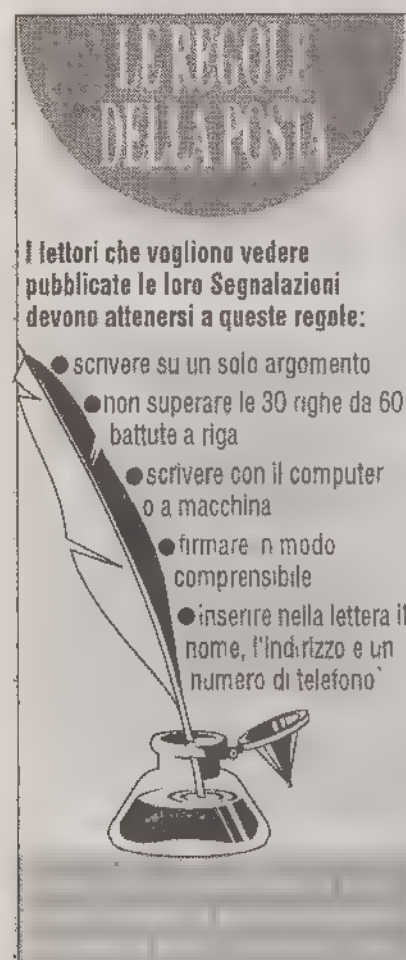 LE REGOLE
DELLA POSTA
I lettori che vogliono vedere
pubblicate le loro Segnalazioni
devono attenersi a queste regole:
● scrivere su un solo argomento
● non superare le 30 righe da 60
battute a riga
● scrivere con il computer
o a macchina
● firmare in modo
comprensibile
● inserire nella lettera il
nome, l'indirizzo e un
numero di telefono